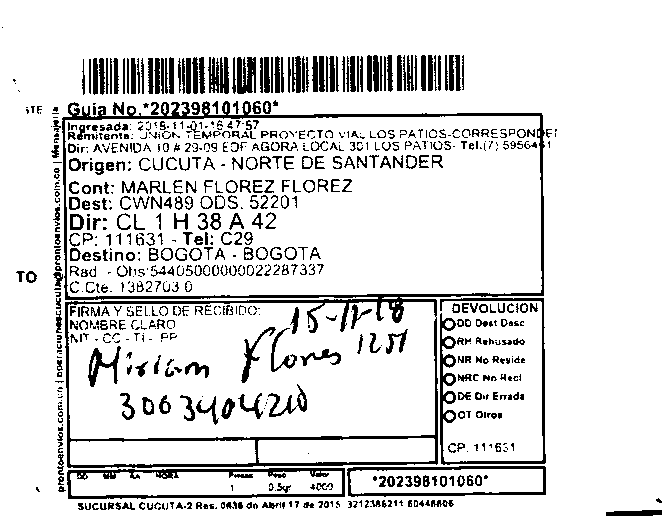 Guia No.*202398101060*
Ingresada: 2018-11-01-16:47:57
Remitente: UNION TEMPORAL PROYECTO VIAL LOS PATIOS-CORRESPONDE
Dir: AVENIDA 10 # 29-09 EDF AGORA LOCAL 301 LOS PATIOS- Tel.(7) 5956461
Origen: CUCUTA - NORTE DE SANTANDER
Cont: MARLEN FLOREZ FLOREZ
Dest: CWN489 ODS. 52201
Dir: CL 1 H 38 A 42
CP: 111631 - Tel: C29
Destino: BOGOTA - BOGOTA
Rad - Obs:54405000000022287337
C.Cte. 1382703 0
FIRMA Y SELLO DE RECIBIDO:
NOMBRE CLARO
NIT - CC - TI - PP
15-11-18
Miriam Flores 1251
3003404210
DEVOLUCION
DD Dest Desc
RH Rehusado
NR No Reside
NRC No Recl
DE Dir Errada
OT Otros
CP. 111631
DD MM AA HORA
Piezas Peso Valor
1 0.5gr 4000
*202398101060*
SUCURSAL CUCUTA-2 Res. 0636 do Abril 17 de 2015 3212386211 60446606
STE
TO